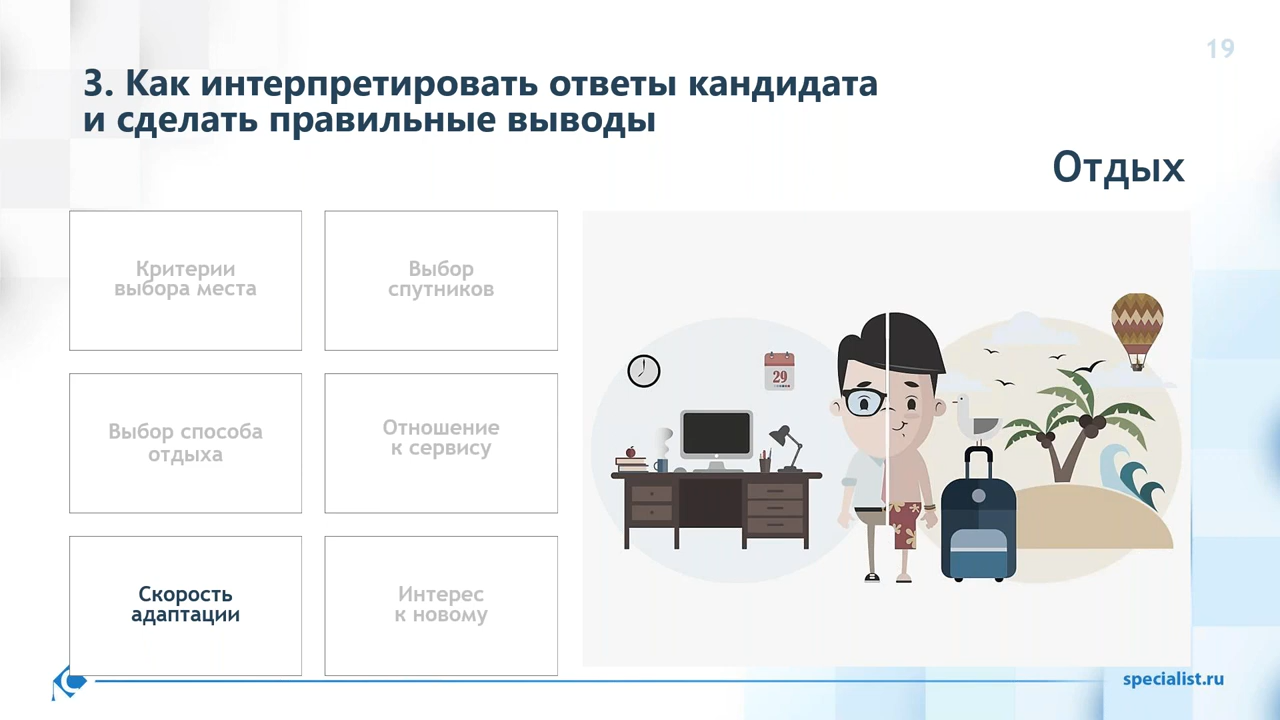 19
3. Как интерпретировать ответы кандидата
и сделать правильные выводы
Отдых
Критерии
выбора места
Выбор
спутников
Выбор способа
отдыха
Отношение
к сервису
Скорость
адаптации
Интерес
к новому
29
specialist.ru